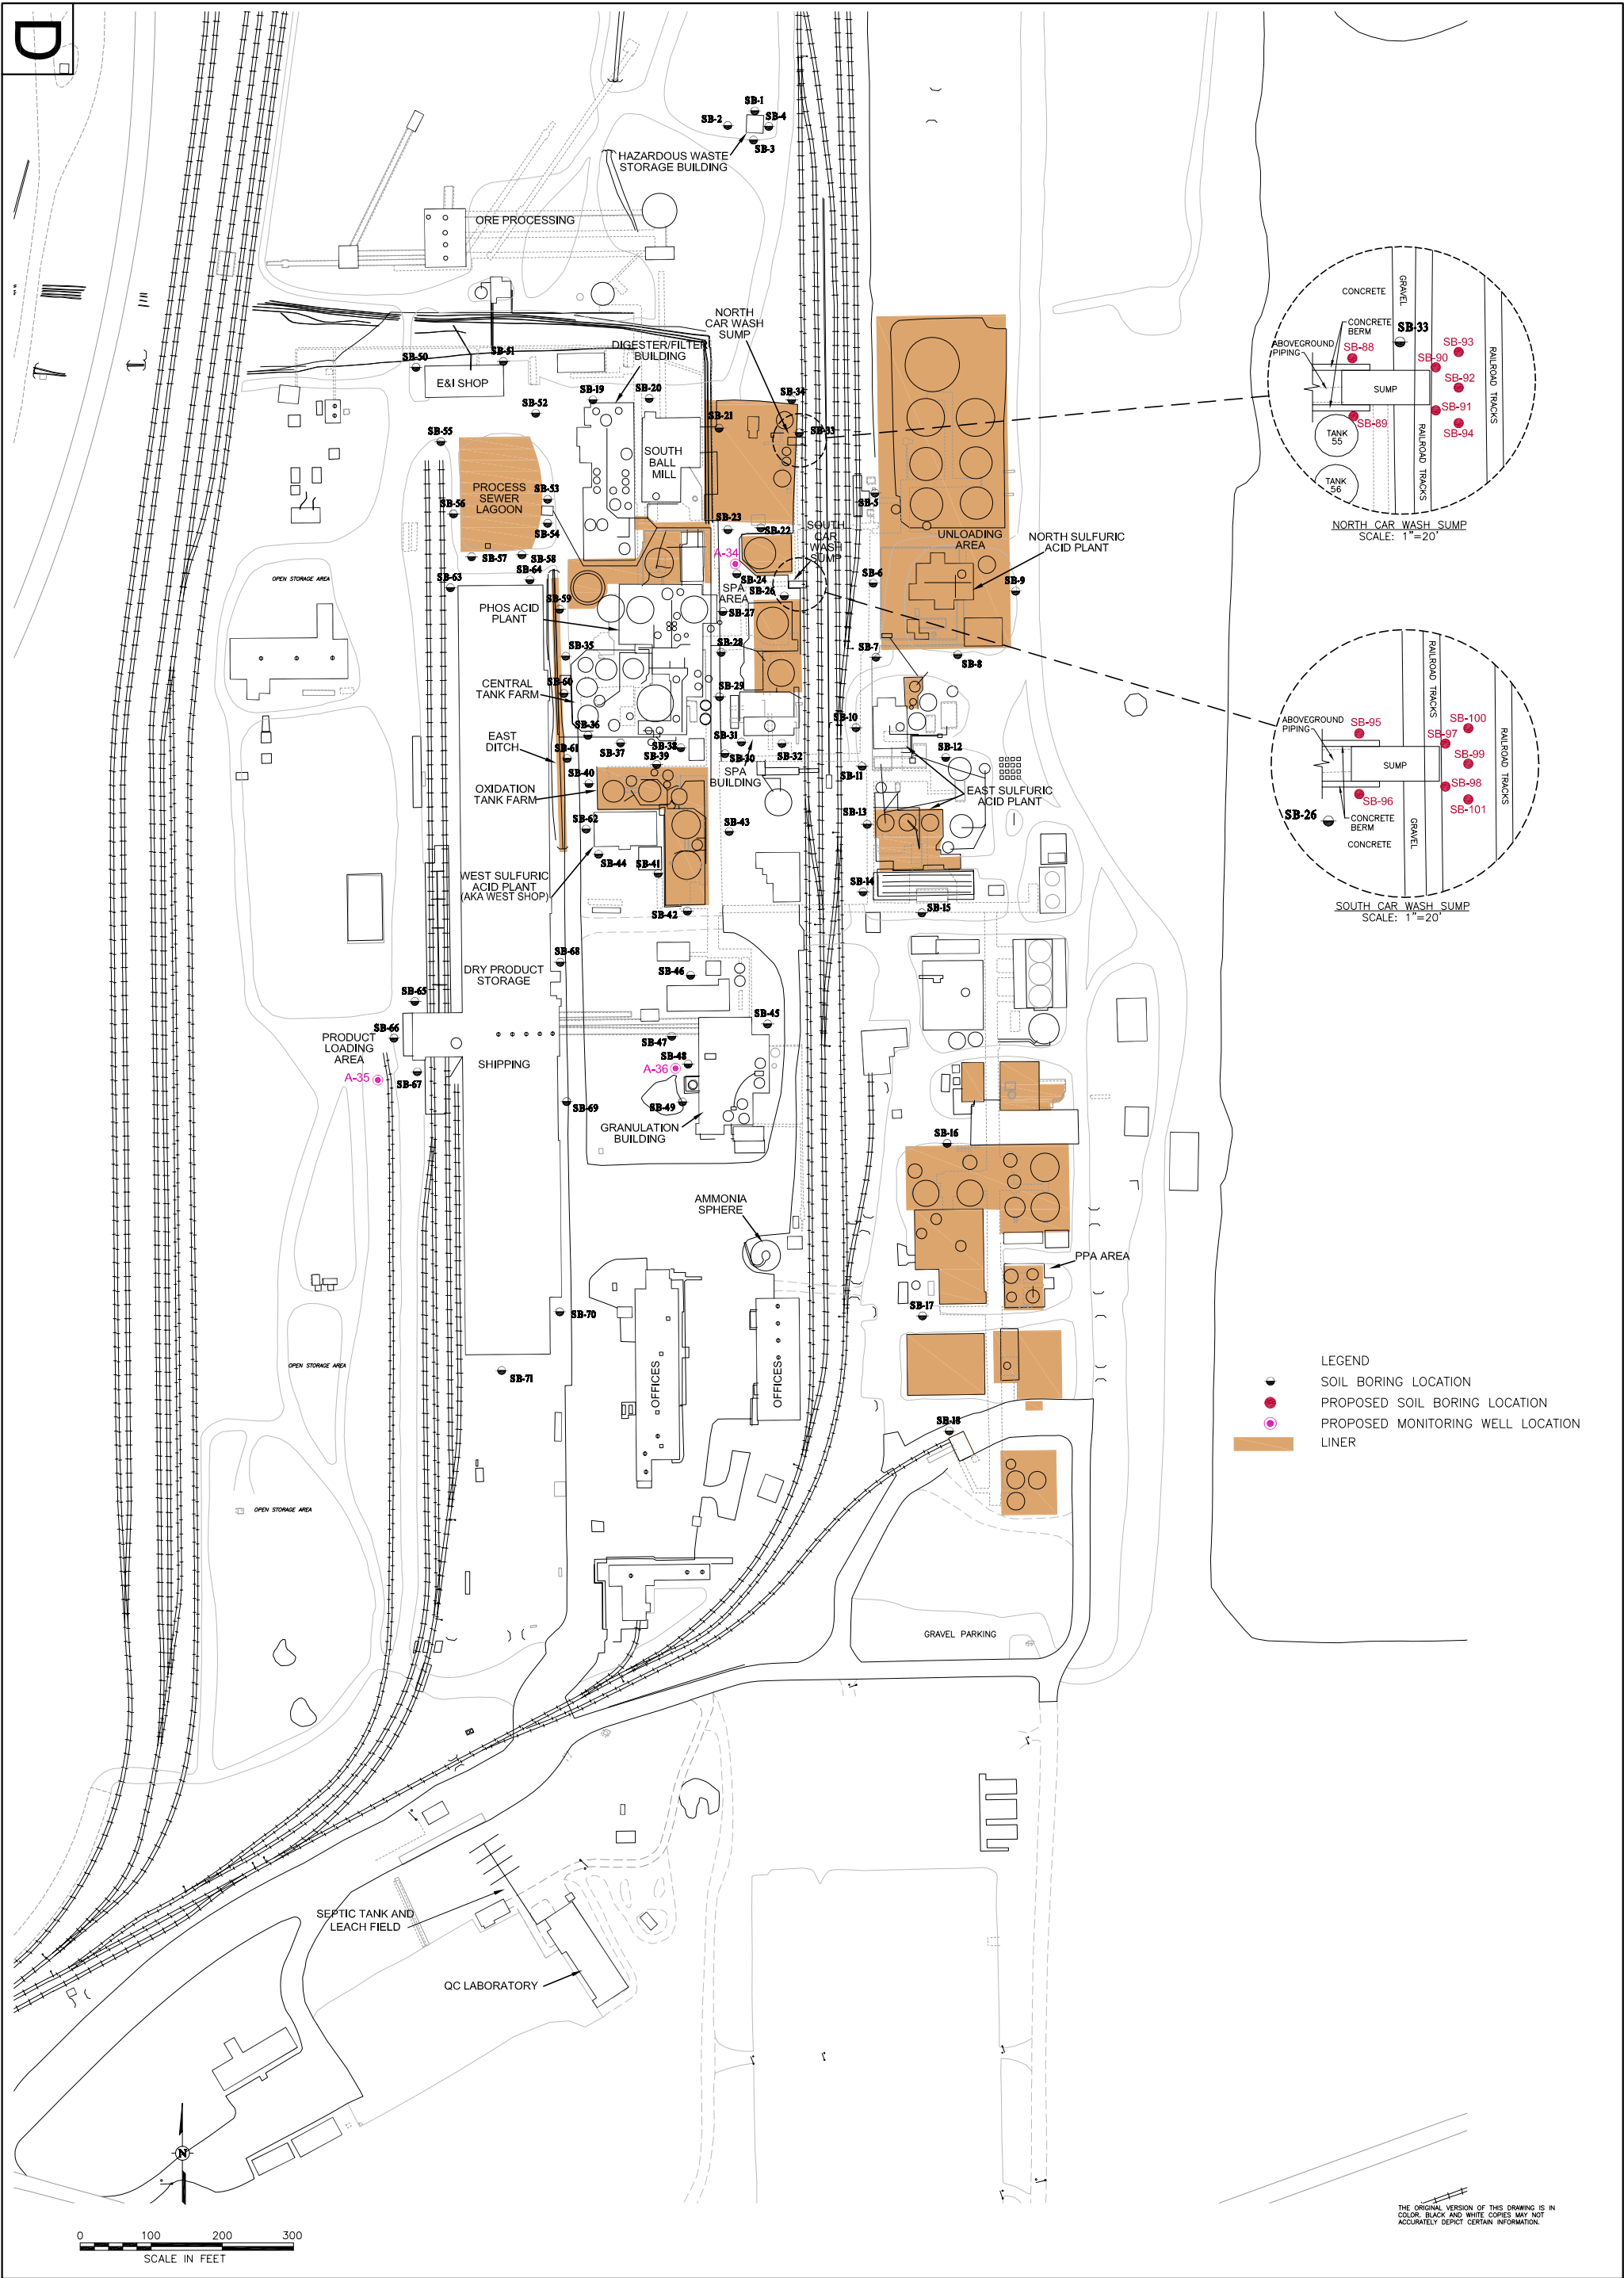 D
SB-1
SB-2
SB-4
SB-3
HAZARDOUS WASTE
STORAGE BUILDING
ORE PROCESSING
NORTH
CAR WASH
SUMP
DIGESTER/FILTER
BUILDING
SB-50
SB-51
E&I SHOP
SB-52
SB-19
SB-20
SB-21
SB-34
SB-33
SB-55
SOUTH
BALL
MILL
PROCESS
SEWER
LAGOON
SB-53
SB-54
SB-56
SB-57
SB-58
SB-63
SB-64
SB-59
SB-23
SB-22
SOUTH
CAR
WASH
SUMP
A-34
SB-24
SB-26
SPA
AREA
SB-27
SB-28
SB-5
UNLOADING
AREA
NORTH SULFURIC
ACID PLANT
SB-6
SB-9
SB-7
SB-8
OPEN STORAGE AREA
PHOS ACID
PLANT
SB-35
CENTRAL
TANK FARM
SB-60
SB-29
EAST
DITCH
SB-36
SB-61
SB-37
SB-38
SB-39
SB-31
SB-30
SB-32
SPA
BUILDING
SB-10
SB-12
SB-11
EAST SULFURIC
ACID PLANT
SB-40
OXIDATION
TANK FARM
SB-62
SB-43
SB-13
SB-44
SB-41
WEST SULFURIC
ACID PLANT
(AKA WEST SHOP)
SB-42
SB-14
SB-15
SB-68
DRY PRODUCT
STORAGE
SB-46
SB-65
SB-45
SB-66
SB-47
PRODUCT
LOADING
AREA
SHIPPING
SB-48
A-35
SB-67
A-36
SB-69
SB-49
GRANULATION
BUILDING
SB-16
AMMONIA
SPHERE
PPA AREA
SB-70
SB-17
OPEN STORAGE AREA
SB-71
OFFICES
OFFICES
SB-18
OPEN STORAGE AREA
GRAVEL PARKING
SEPTIC TANK AND
LEACH FIELD
QC LABORATORY
N
0 100 200 300
SCALE IN FEET
CONCRETE
GRAVEL
CONCRETE
BERM
SB-33
ABOVEGROUND
PIPING
SB-88
SB-90
SB-93
SB-92
SUMP
SB-91
SB-89
SB-94
TANK
55
TANK
56
RAILROAD TRACKS
RAILROAD TRACKS
NORTH CAR WASH SUMP
SCALE: 1"=20'
RAILROAD TRACKS
ABOVEGROUND
PIPING
SB-95
SB-100
SB-97
SB-99
SUMP
SB-98
SB-96
SB-101
SB-26
CONCRETE
BERM
CONCRETE
GRAVEL
RAILROAD TRACKS
SOUTH CAR WASH SUMP
SCALE: 1"=20'
LEGEND
SOIL BORING LOCATION
PROPOSED SOIL BORING LOCATION
PROPOSED MONITORING WELL LOCATION
LINER
THE ORIGINAL VERSION OF THIS DRAWING IS IN
COLOR. BLACK AND WHITE COPIES MAY NOT
ACCURATELY DEPICT CERTAIN INFORMATION.